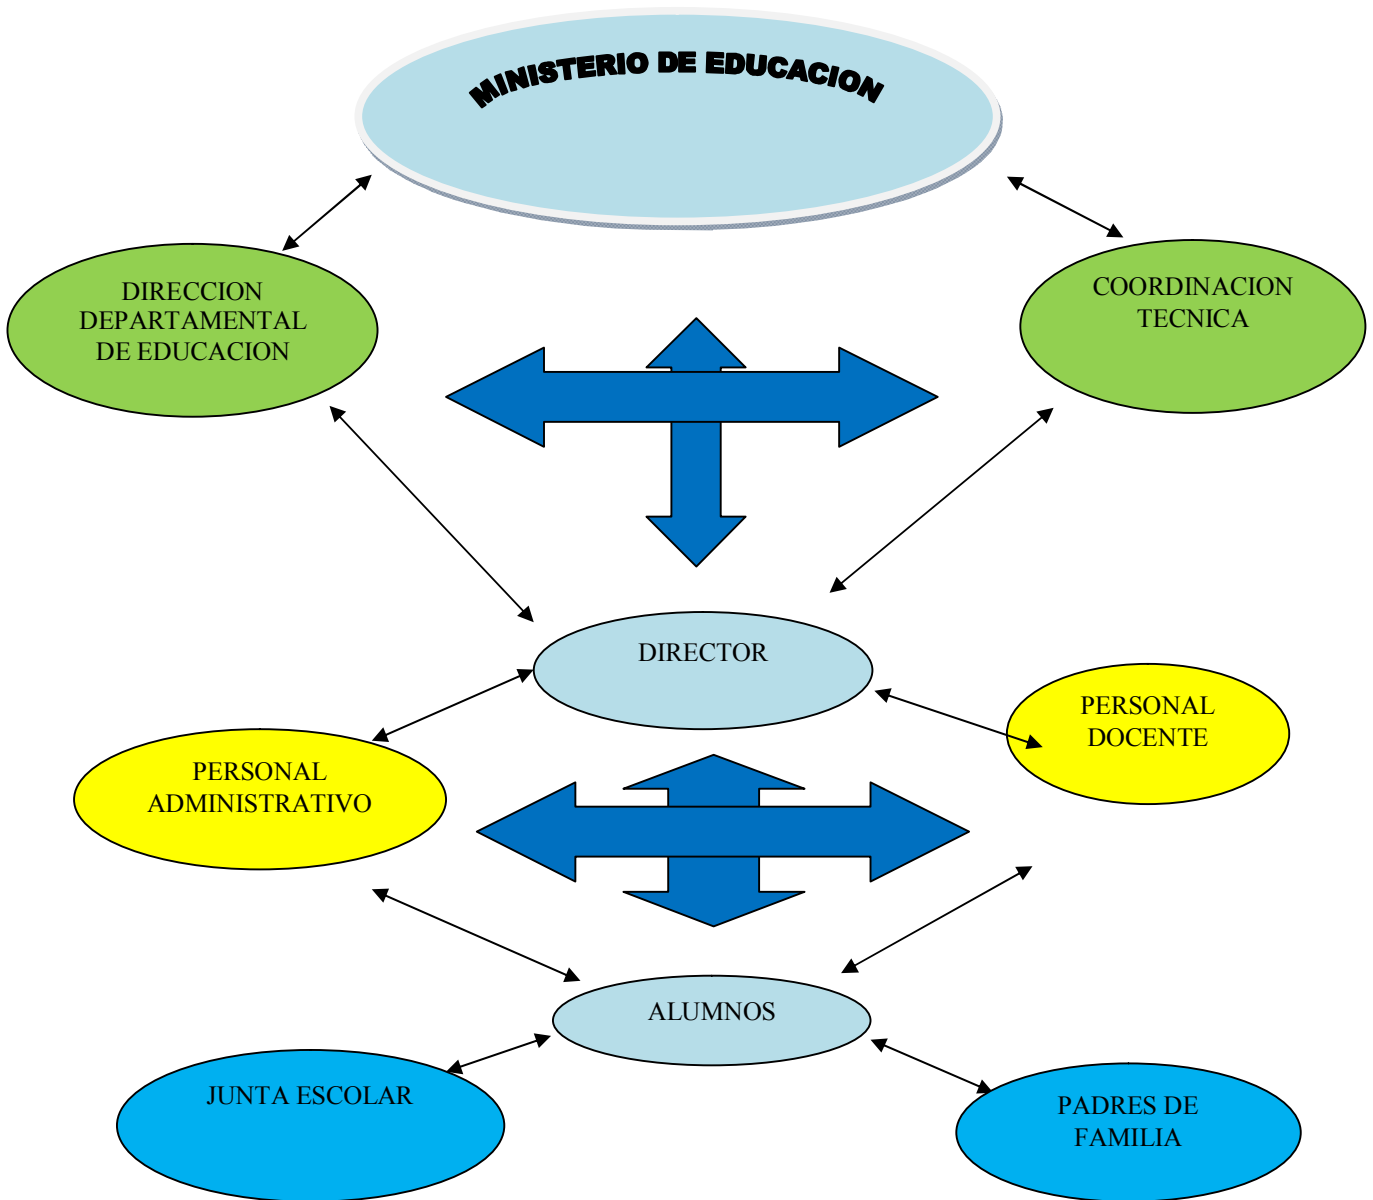 MINISTERIO DE EDUCACION
DIRECCION
DEPARTAMENTAL
DE EDUCACION
COORDINACION
TECNICA
DIRECTOR
PERSONAL
DOCENTE
PERSONAL
ADMINISTRATIVO
ALUMNOS
JUNTA ESCOLAR
PADRES DE
FAMILIA